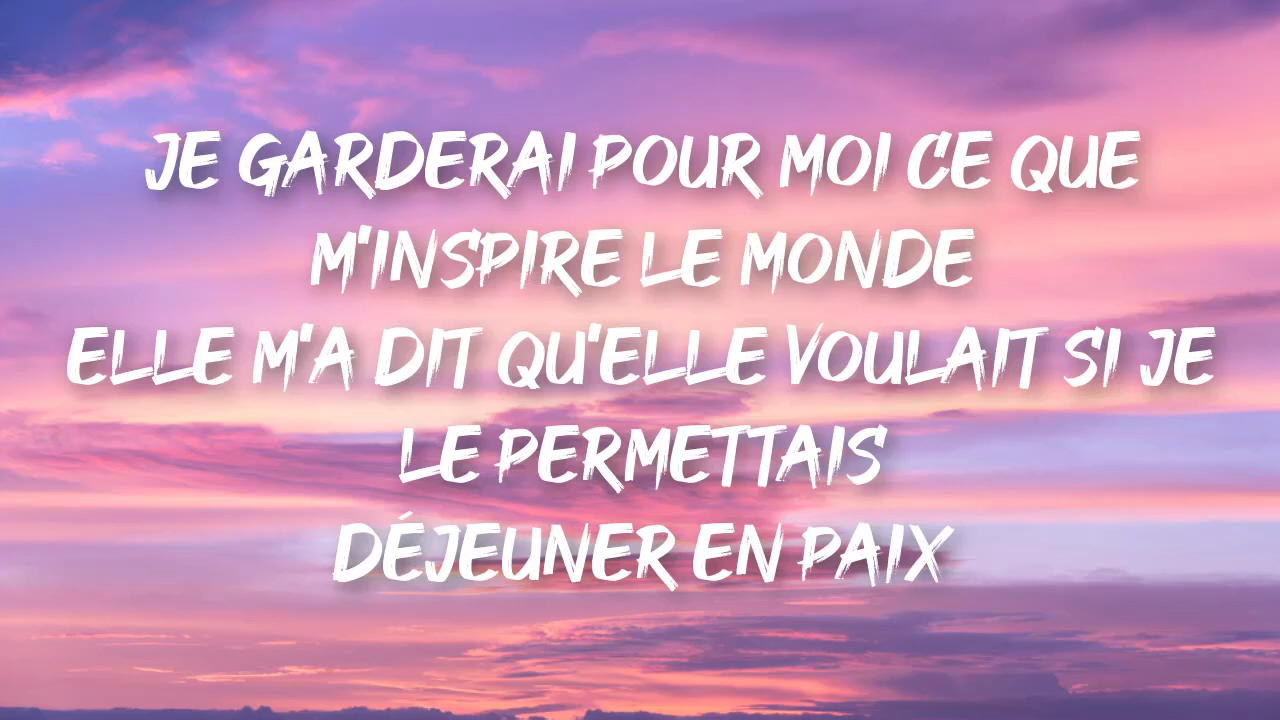 JE GARDERAI POUR MOI CE QUE
M'INSPIRE LE MONDE
ELLE M'A DIT QU'ELLE VOULAIT SI JE
LE PERMETTAIS
DÉJEUNER EN PAIX